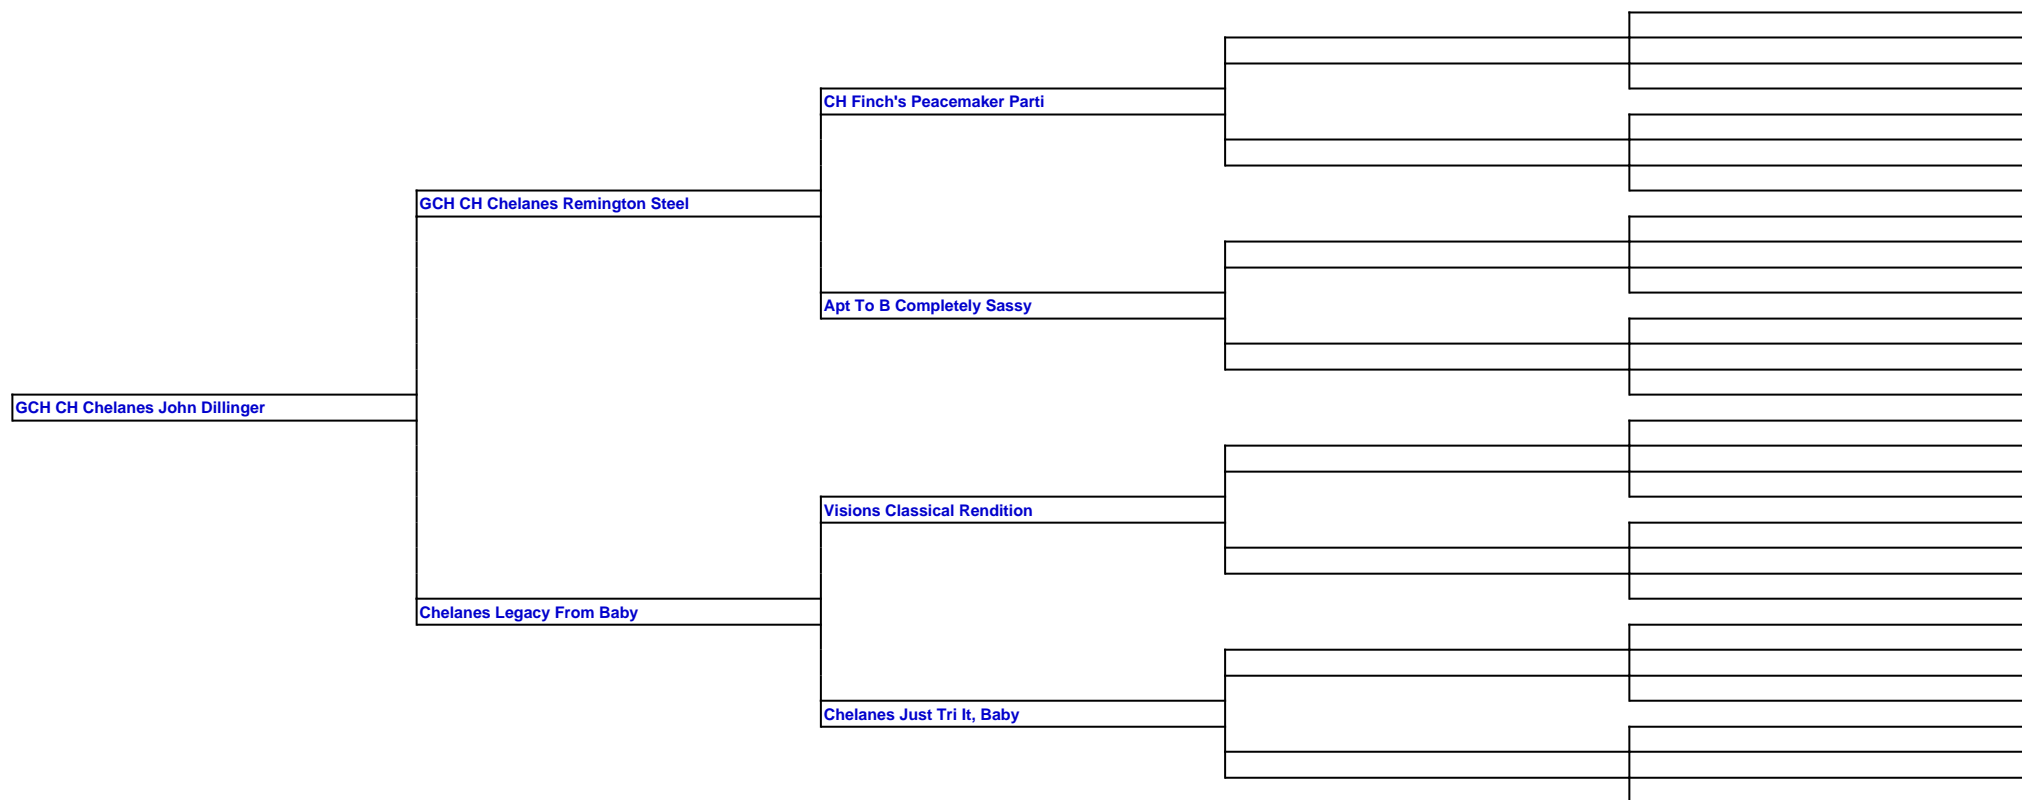 CH Finch's Peacemaker Parti
GCH CH Chelanes Remington Steel
Apt To B Completely Sassy
GCH CH Chelanes John Dillinger
Visions Classical Rendition
Chelanes Legacy From Baby
Chelanes Just Tri It, Baby